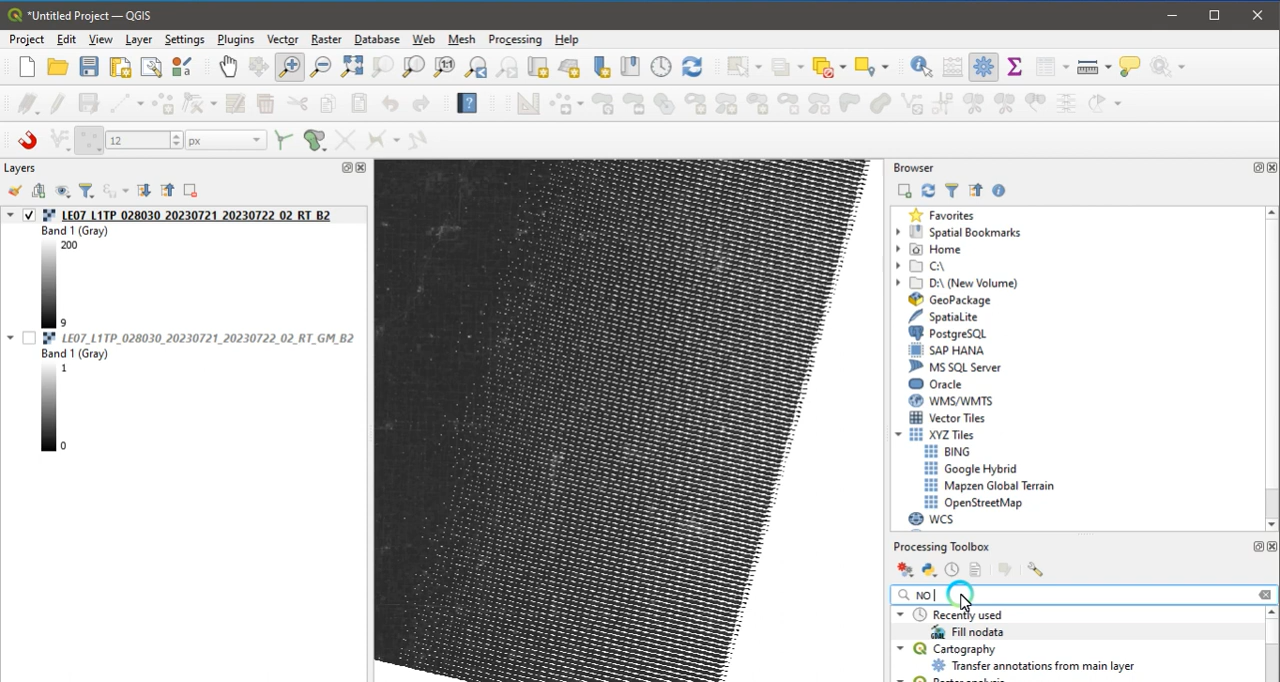 *Untitled Project — QGIS
Project Edit View Layer Settings Plugins Vector Raster Database Web Mesh Processing Help
12 px
Layers
LE07_L1TP_028030_20230721_20230722_02_RT_B2
Band 1 (Gray)
200
9
LE07_L1TP_028030_20230721_20230722_02_RT_GM_B2
Band 1 (Gray)
1
0
Browser
Favorites
Spatial Bookmarks
Home
C:\
D:\ (New Volume)
GeoPackage
SpatiaLite
PostgreSQL
SAP HANA
MS SQL Server
Oracle
WMS/WMTS
Vector Tiles
XYZ Tiles
BING
Google Hybrid
Mapzen Global Terrain
OpenStreetMap
WCS
Processing Toolbox
NO
Recently used
GDAL Fill nodata
Cartography
Transfer annotations from main layer
Raster analysis